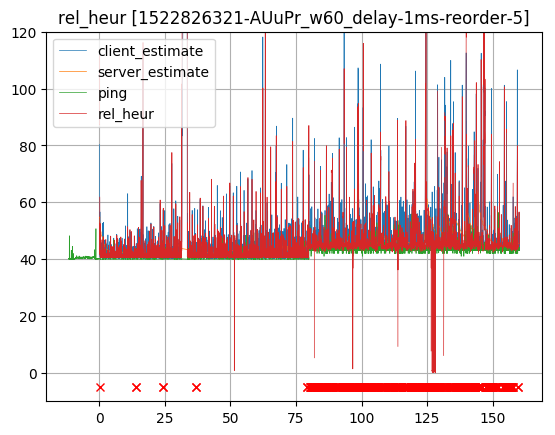 rel_heur [1522826321-AUuPr_w60_delay-1ms-reorder-5]
client_estimate
server_estimate
ping
rel_heur
120
100
80
60
40
20
0
0 25 50 75 100 125 150